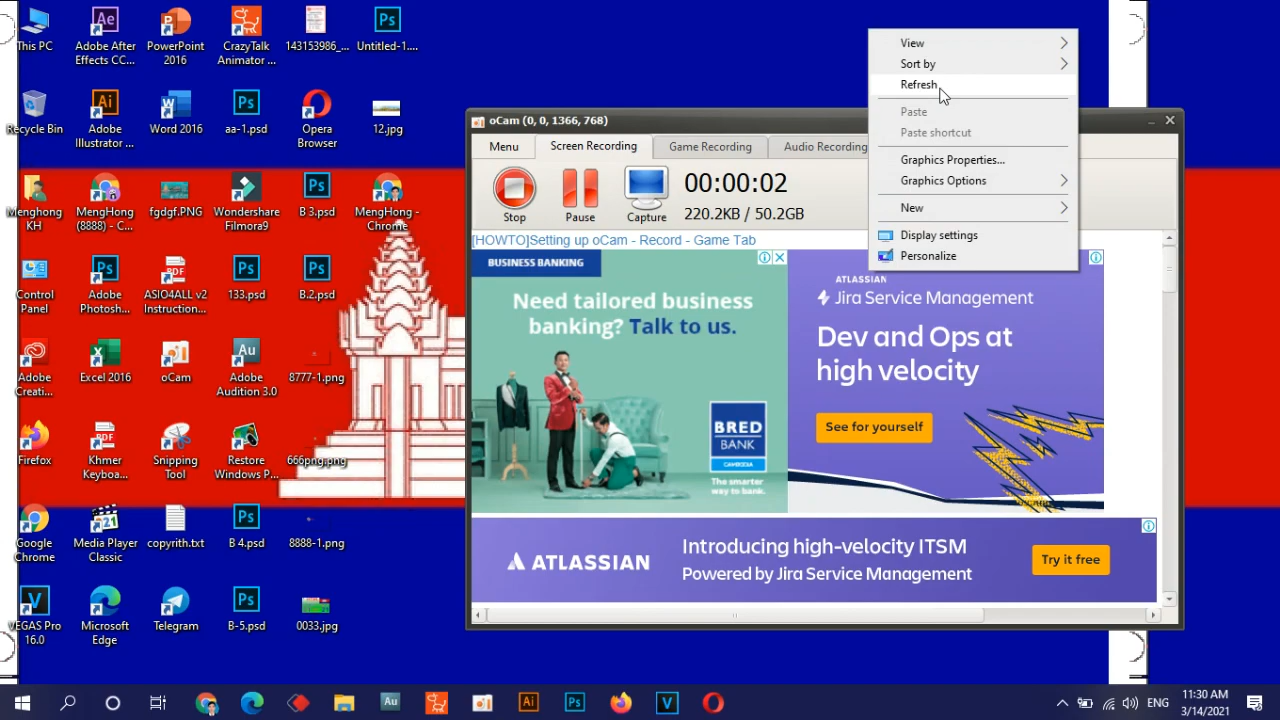 This PC
Adobe After
Effects CC...
PowerPoint
2016
CrazyTalk
Animator ...
143153986_...
Untitled-1....
Recycle Bin
Adobe
Illustrator ...
Word 2016
aa-1.psd
Opera
Browser
12.jpg
Menghong
KH
MengHong
(8888) - C...
fgdgf.PNG
Wondershare
Filmora9
B 3.psd
MengHong -
Chrome
Control
Panel
Adobe
Photosh...
ASIO4ALL v2
Instruction...
133.psd
B.2.psd
Adobe
Creati...
Excel 2016
oCam
Adobe
Audition 3.0
8777-1.png
Firefox
Khmer
Keyboa...
Snipping
Tool
Restore
Windows P...
666png.png
Google
Chrome
Media Player
Classic
copyrith.txt
B 4.psd
8888-1.png
VEGAS Pro
16.0
Microsoft
Edge
Telegram
B-5.psd
0033.jpg
oCam (0, 0, 1366, 768)
Menu
Screen Recording
Game Recording
Audio Recording
Stop
Pause
Capture
00:00:02
220.2KB / 50.2GB
[HOWTO]Setting up oCam - Record - Game Tab
BUSINESS BANKING
Need tailored business
banking? Talk to us.
BRED
BANK
CAMBODIA
The smarter
way to bank.
ATLASSIAN
Jira Service Management
Dev and Ops at
high velocity
See for yourself
ATLASSIAN
Introducing high-velocity ITSM
Powered by Jira Service Management
Try it free
View
Sort by
Refresh
Paste
Paste shortcut
Graphics Properties...
Graphics Options
New
Display settings
Personalize
ENG
11:30 AM
3/14/2021